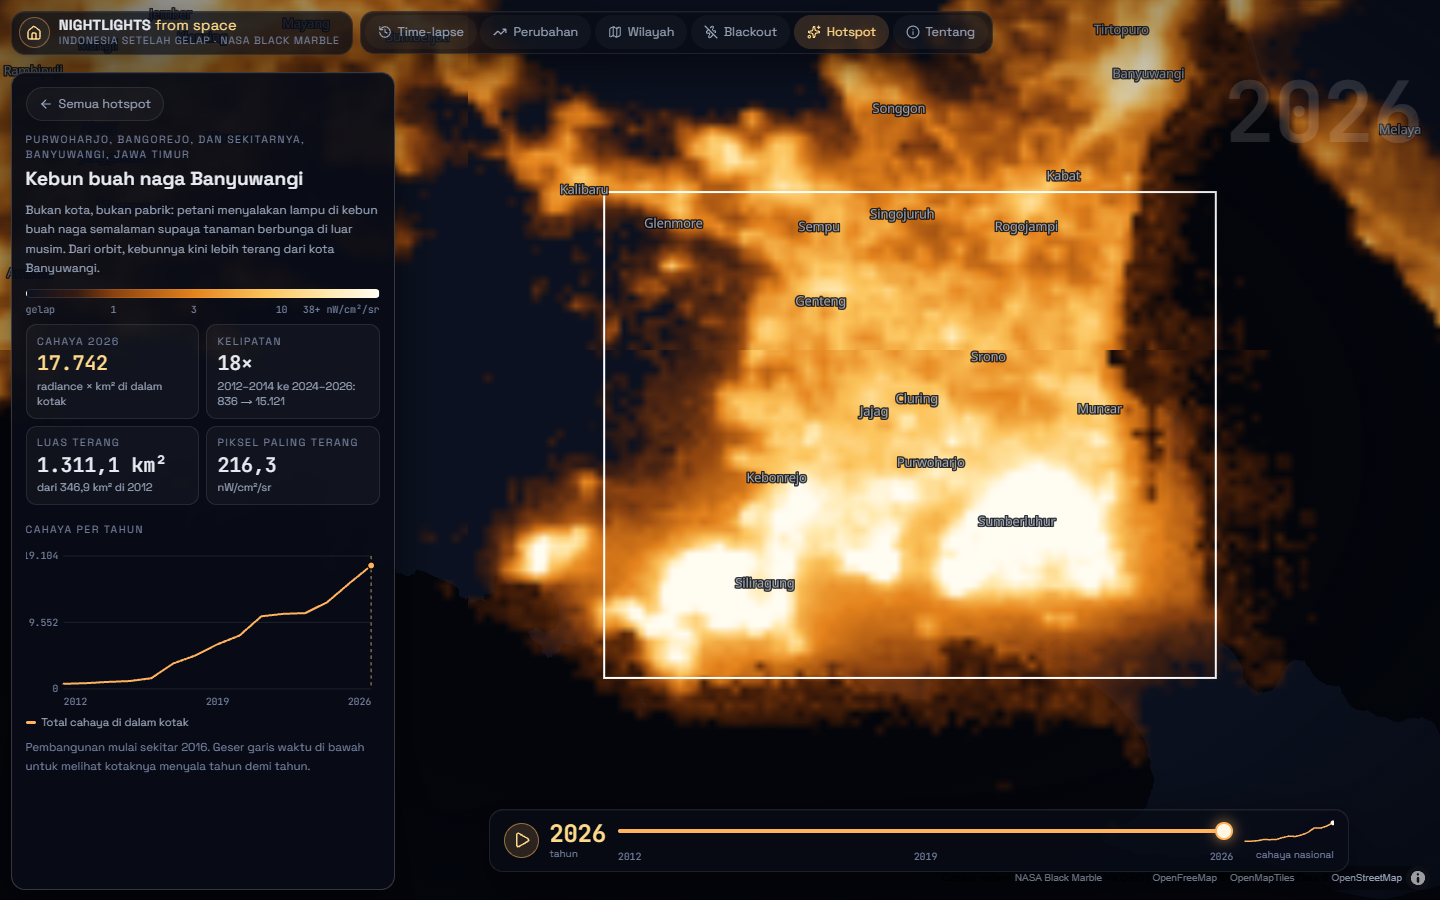 NIGHTLIGHTS from space
INDONESIA SETELAH GELAP · NASA BLACK MARBLE
Time-lapse
Perubahan
Wilayah
Blackout
Hotspot
Tentang
Semua hotspot
PURWOHARJO, BANGOREJO, DAN SEKITARNYA,
BANYUWANGI, JAWA TIMUR
Kebun buah naga Banyuwangi
Bukan kota, bukan pabrik: petani menyalakan lampu di kebun
buah naga semalaman supaya tanaman berbunga di luar
musim. Dari orbit, kebunnya kini lebih terang dari kota
Banyuwangi.
gelap 1 3 10 38+ nW/cm²/sr
CAHAYA 2026
17.742
radiance × km² di dalam
kotak
KELIPATAN
18×
2012–2014 ke 2024–2026:
836 → 15.121
LUAS TERANG
1.311,1 km²
dari 346,9 km² di 2012
PIKSEL PALING TERANG
216,3
nW/cm²/sr
CAHAYA PER TAHUN
19.104
9.552
0
2012 2019 2026
Total cahaya di dalam kotak
Pembangunan mulai sekitar 2016. Geser garis waktu di bawah
untuk melihat kotaknya menyala tahun demi tahun.
2026
Tirtopuro
Banyuwangi
Songgon
Melaya
Kabat
Kalibaru
Glenmore
Sempu
Singojuruh
Rogojampi
Genteng
Srono
Cluring
Jajag
Muncar
Purwoharjo
Kebonrejo
Sumberluhur
Siliragung
2026
tahun
2012 2019 2026
cahaya nasional
NASA Black Marble OpenFreeMap OpenMapTiles OpenStreetMap